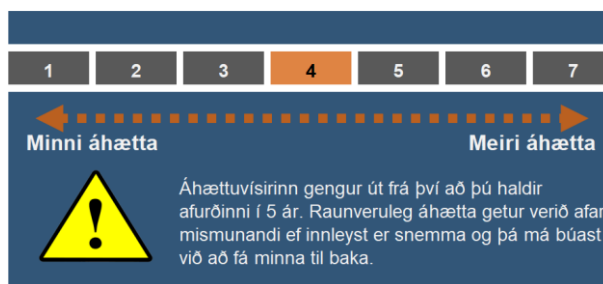 1 2 3 4 5 6 7
Minni áhætta Meiri áhætta
Áhættuvísirinn gengur út frá því að þú haldir
afurðinni í 5 ár. Raunveruleg áhætta getur verið afar
mismunandi ef innleyst er snemma og þá má búast
við að fá minna til baka.